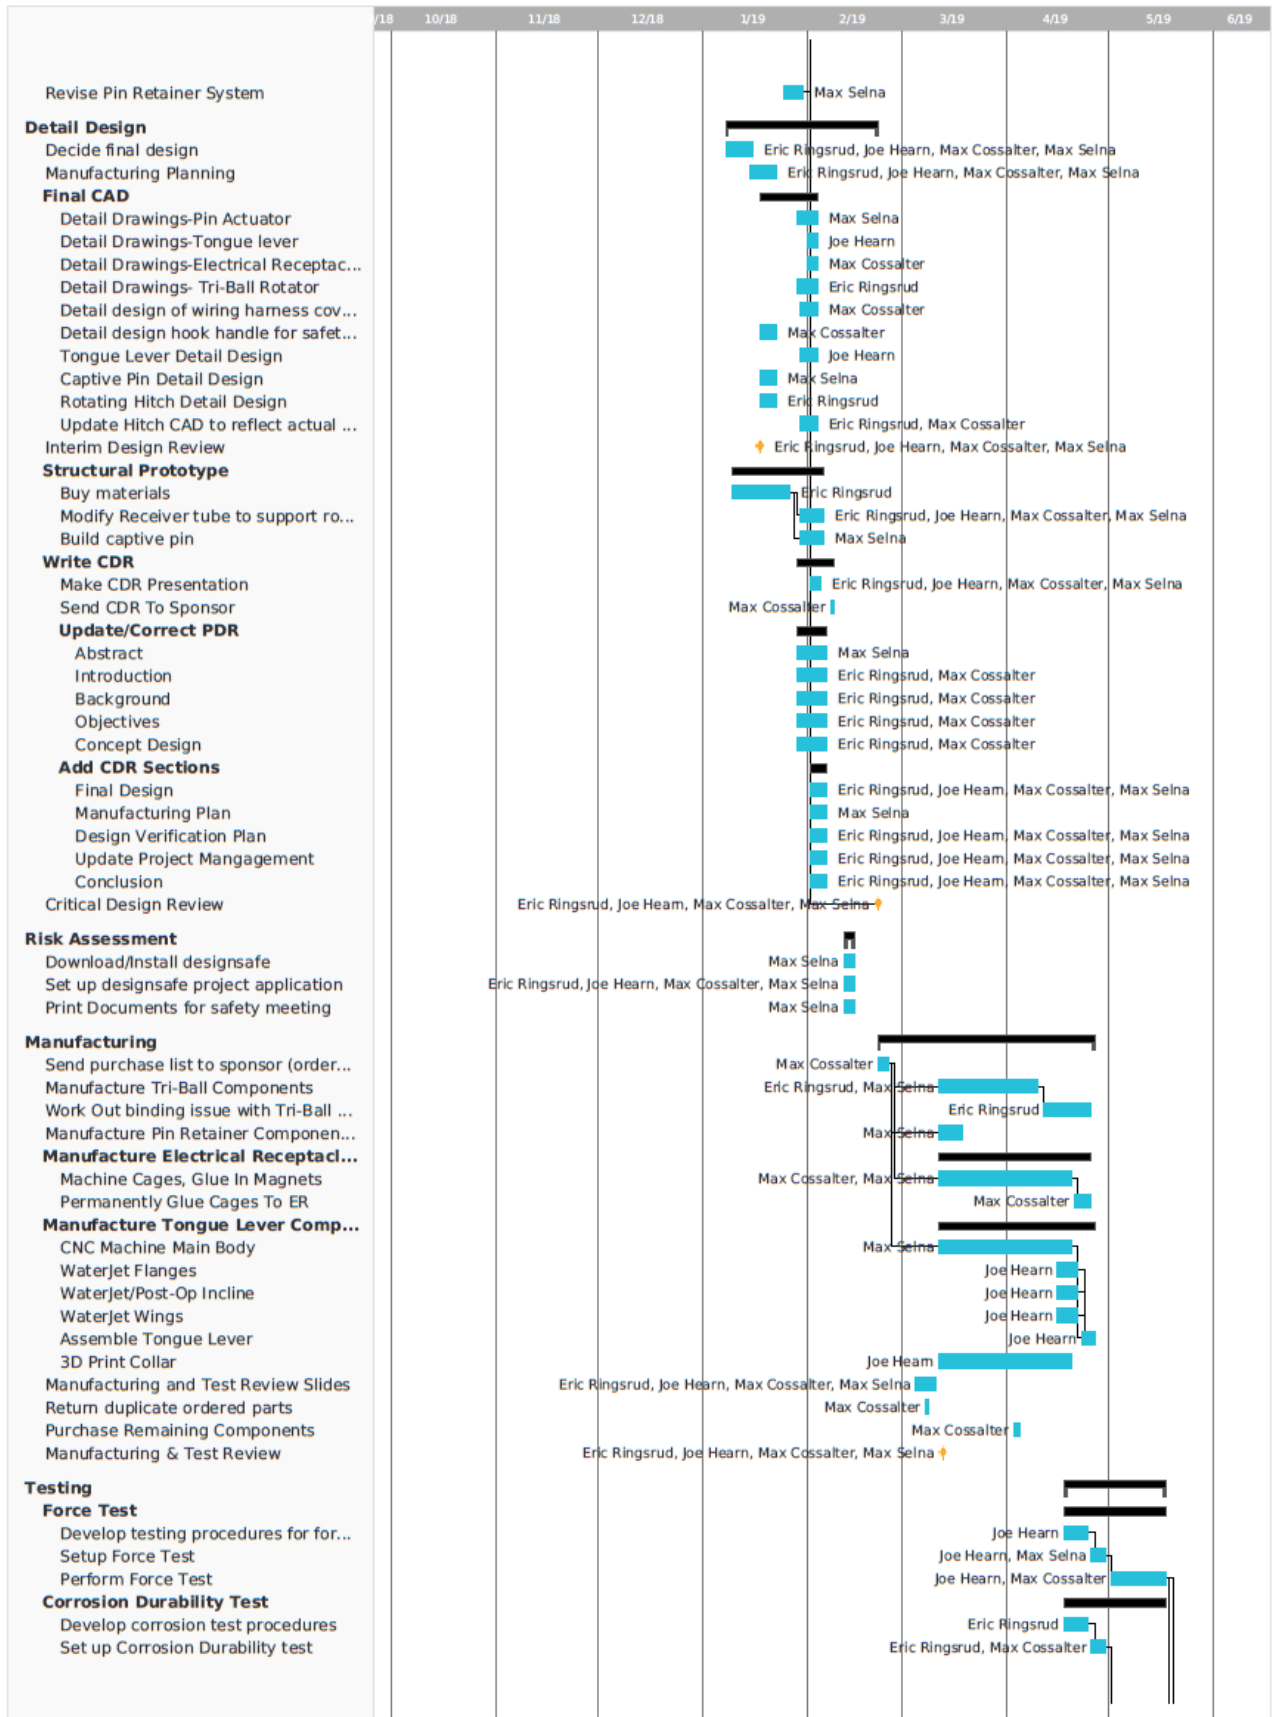 /18 10/18 11/18 12/18 1/19 2/19 3/19 4/19 5/19 6/19
Revise Pin Retainer System Max Selna
Detail Design
Decide final design Eric Ringsrud, Joe Hearn, Max Cossalter, Max Selna
Manufacturing Planning Eric Ringsrud, Joe Hearn, Max Cossalter, Max Selna
Final CAD
Detail Drawings-Pin Actuator Max Selna
Detail Drawings-Tongue lever Joe Hearn
Detail Drawings-Electrical Receptac... Max Cossalter
Detail Drawings- Tri-Ball Rotator Eric Ringsrud
Detail design of wiring harness cov... Max Cossalter
Detail design hook handle for safet... Max Cossalter
Tongue Lever Detail Design Joe Hearn
Captive Pin Detail Design Max Selna
Rotating Hitch Detail Design Eric Ringsrud
Update Hitch CAD to reflect actual ... Eric Ringsrud, Max Cossalter
Interim Design Review Eric Ringsrud, Joe Hearn, Max Cossalter, Max Selna
Structural Prototype
Buy materials Eric Ringsrud
Modify Receiver tube to support ro... Eric Ringsrud, Joe Hearn, Max Cossalter, Max Selna
Build captive pin Max Selna
Write CDR
Make CDR Presentation Eric Ringsrud, Joe Hearn, Max Cossalter, Max Selna
Send CDR To Sponsor Max Cossalter
Update/Correct PDR
Abstract Max Selna
Introduction Eric Ringsrud, Max Cossalter
Background Eric Ringsrud, Max Cossalter
Objectives Eric Ringsrud, Max Cossalter
Concept Design Eric Ringsrud, Max Cossalter
Add CDR Sections
Final Design Eric Ringsrud, Joe Hearn, Max Cossalter, Max Selna
Manufacturing Plan Max Selna
Design Verification Plan Eric Ringsrud, Joe Hearn, Max Cossalter, Max Selna
Update Project Mangagement Eric Ringsrud, Joe Hearn, Max Cossalter, Max Selna
Conclusion Eric Ringsrud, Joe Hearn, Max Cossalter, Max Selna
Critical Design Review Eric Ringsrud, Joe Hearn, Max Cossalter, Max Selna
Risk Assessment
Download/Install designsafe Max Selna
Set up designsafe project application Eric Ringsrud, Joe Hearn, Max Cossalter, Max Selna
Print Documents for safety meeting Max Selna
Manufacturing
Send purchase list to sponsor (order... Max Cossalter
Manufacture Tri-Ball Components Eric Ringsrud, Max Selna
Work Out binding issue with Tri-Ball ... Eric Ringsrud
Manufacture Pin Retainer Componen... Max Selna
Manufacture Electrical Receptacl...
Machine Cages, Glue In Magnets Max Cossalter, Max Selna
Permanently Glue Cages To ER Max Cossalter
Manufacture Tongue Lever Comp...
CNC Machine Main Body Max Selna
WaterJet Flanges Joe Hearn
WaterJet/Post-Op Incline Joe Hearn
WaterJet Wings Joe Hearn
Assemble Tongue Lever Joe Hearn
3D Print Collar Joe Hearn
Manufacturing and Test Review Slides Eric Ringsrud, Joe Hearn, Max Cossalter, Max Selna
Return duplicate ordered parts Max Cossalter
Purchase Remaining Components Max Cossalter
Manufacturing & Test Review Eric Ringsrud, Joe Hearn, Max Cossalter, Max Selna
Testing
Force Test
Develop testing procedures for for... Joe Hearn
Setup Force Test Joe Hearn, Max Selna
Perform Force Test Joe Hearn, Max Cossalter
Corrosion Durability Test
Develop corrosion test procedures Eric Ringsrud
Set up Corrosion Durability test Eric Ringsrud, Max Cossalter